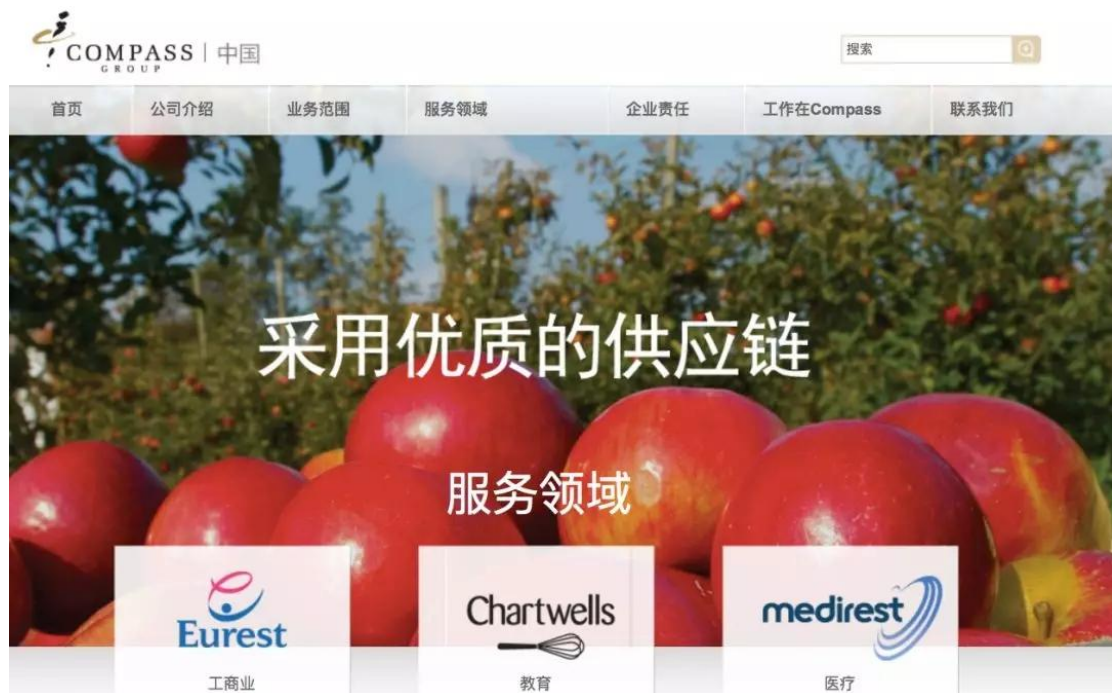 COMPASS | 中国
GROUP
搜索
首页 公司介绍 业务范围 服务领域 企业责任 工作在Compass 联系我们
采用优质的供应链
服务领域
Eurest Chartwells medirest
工商业 教育 医疗